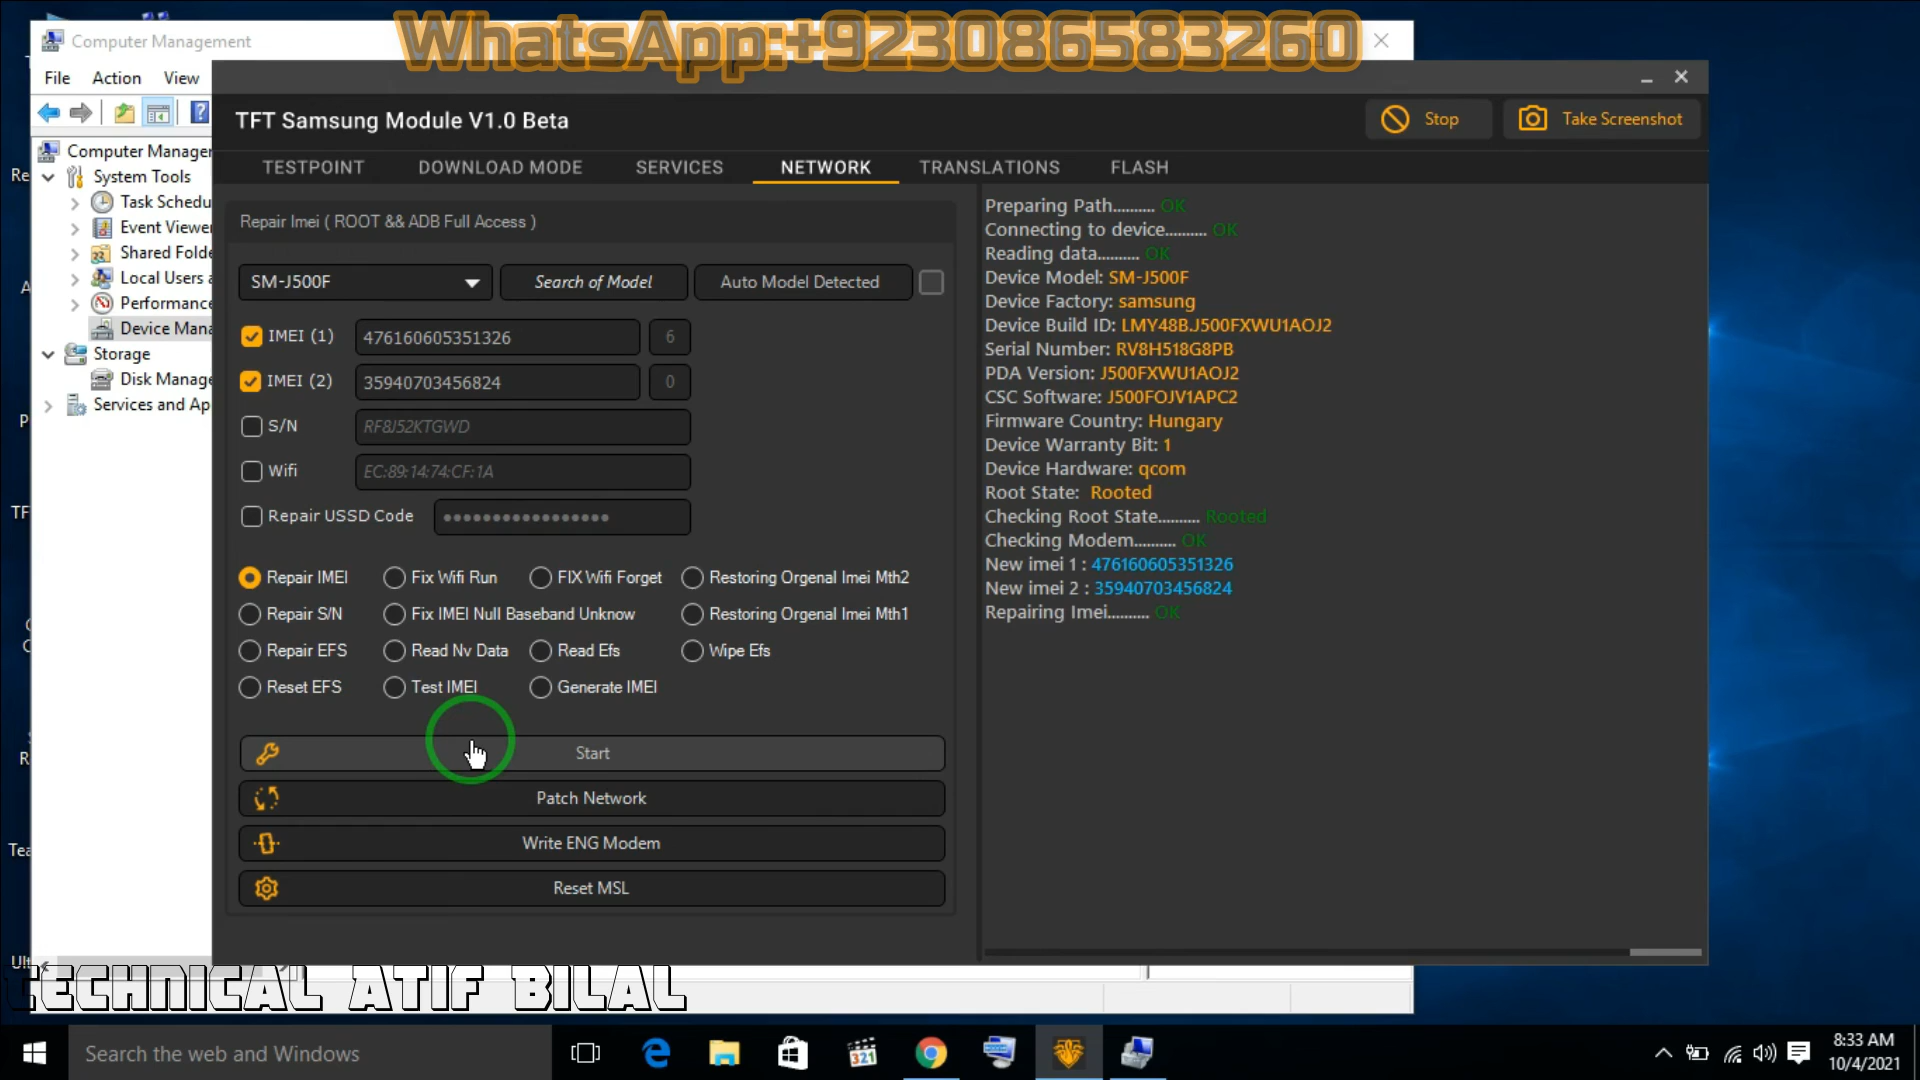 WhatsApp:+923086583260
Computer Management
File Action View
TFT Samsung Module V1.0 Beta
Stop
Take Screenshot
TESTPOINT DOWNLOAD MODE SERVICES NETWORK TRANSLATIONS FLASH
Computer Manager
System Tools
Task Schedu
Event Viewer
Shared Folde
Local Users a
Performance
Device Mana
Storage
Disk Manage
Services and Ap
Repair Imei ( ROOT && ADB Full Access )
SM-J500F
Search of Model
Auto Model Detected
IMEI (1) 476160605351326 6
IMEI (2) 35940703456824 0
S/N RF8J52KTGWD
Wifi EC:89:14:74:CF:1A
Repair USSD Code
Repair IMEI Fix Wifi Run FIX Wifi Forget Restoring Orgenal Imei Mth2
Repair S/N Fix IMEI Null Baseband Unknow Restoring Orgenal Imei Mth1
Repair EFS Read Nv Data Read Efs Wipe Efs
Reset EFS Test IMEI Generate IMEI
Start
Patch Network
Write ENG Modem
Reset MSL
Preparing Path.......... OK
Connecting to device.......... OK
Reading data.......... OK
Device Model: SM-J500F
Device Factory: samsung
Device Build ID: LMY48B.J500FXWU1AOJ2
Serial Number: RV8H518G8PB
PDA Version: J500FXWU1AOJ2
CSC Software: J500FOJV1APC2
Firmware Country: Hungary
Device Warranty Bit: 1
Device Hardware: qcom
Root State: Rooted
Checking Root State.......... Rooted
Checking Modem.......... OK
New imei 1 : 476160605351326
New imei 2 : 35940703456824
Repairing Imei.......... OK
Re
TF
Tea
Ult
TECHNICAL ATIF BILAL
Search the web and Windows
321
8:33 AM
10/4/2021